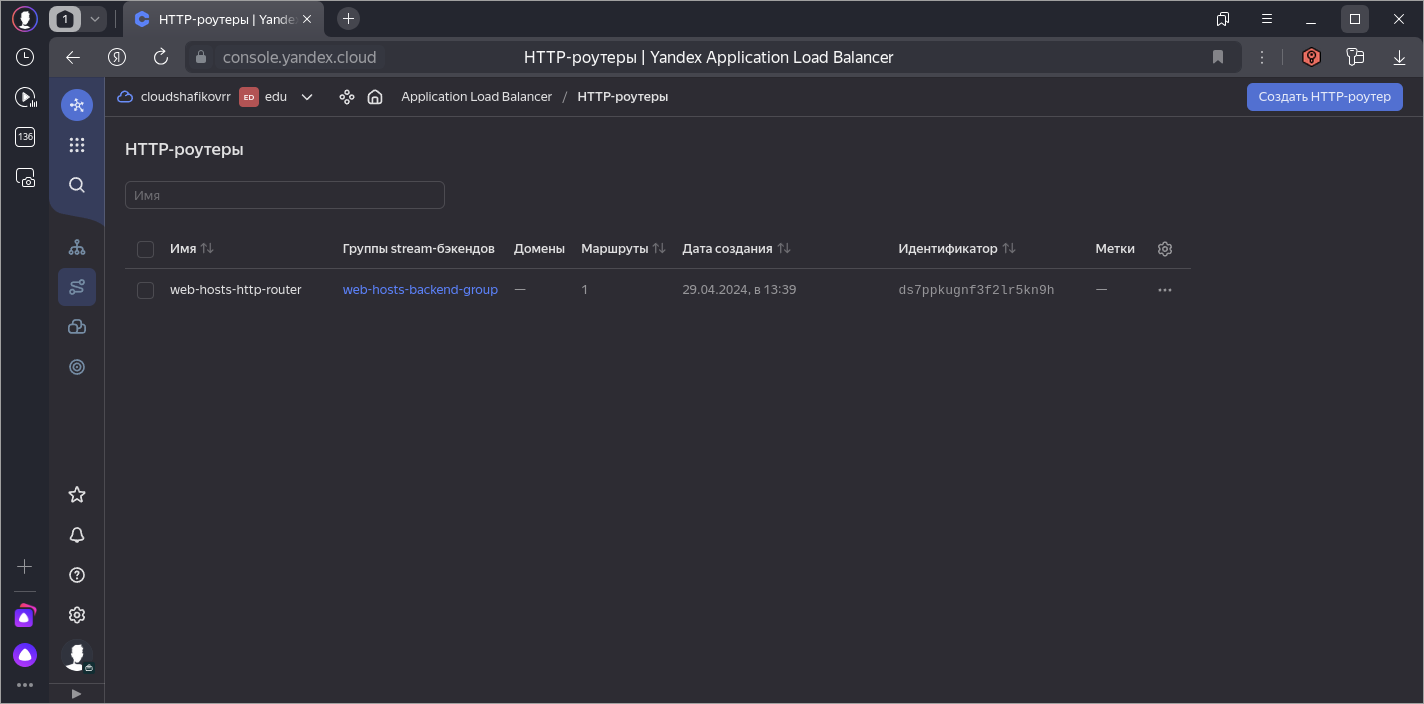 1
HTTP-роутеры | Yande
console.yandex.cloud
HTTP-роутеры | Yandex Application Load Balancer
136
cloudshafikovrr
ED
edu
Application Load Balancer / HTTP-роутеры
Создать HTTP-роутер
HTTP-роутеры
Имя
Имя Группы stream-бэкендов Домены Маршруты Дата создания Идентификатор Метки
web-hosts-http-router web-hosts-backend-group — 1 29.04.2024, в 13:39 ds7ppkugnf3f2lr5kn9h —